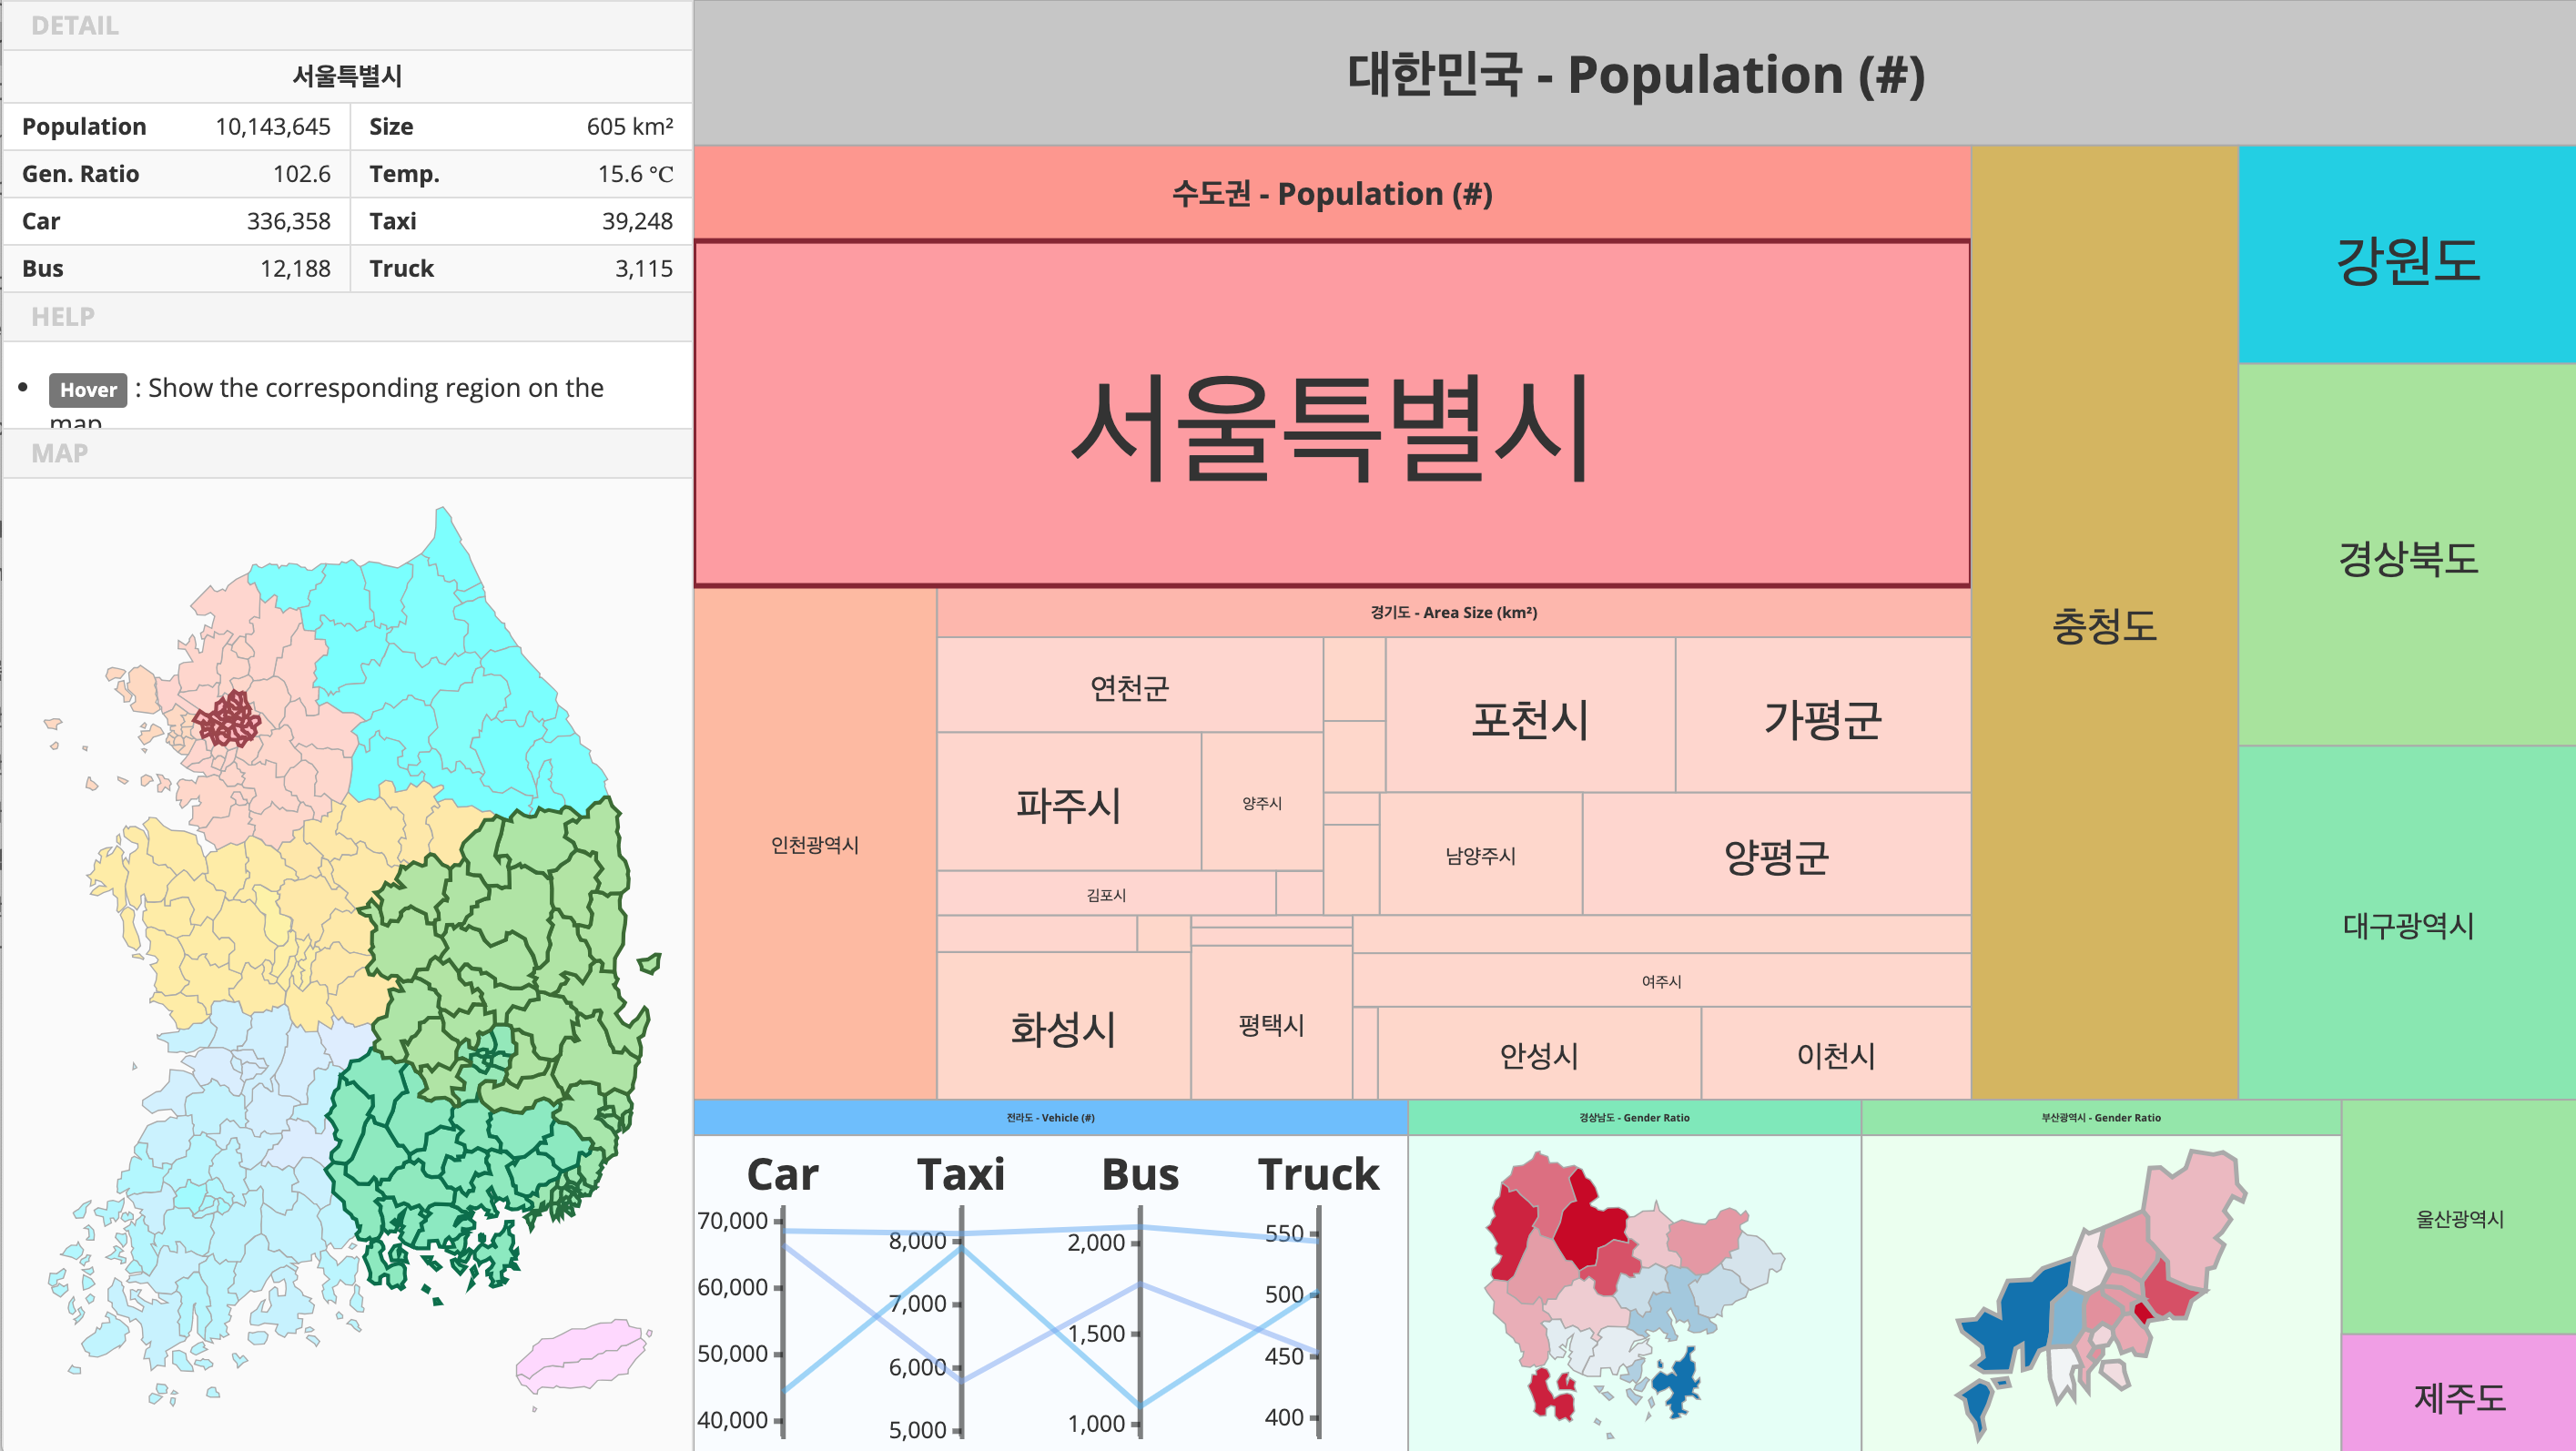 DETAIL
서울특별시
Population 10,143,645 Size 605 km²
Gen. Ratio 102.6 Temp. 15.6 ℃
Car 336,358 Taxi 39,248
Bus 12,188 Truck 3,115
HELP
• Hover : Show the corresponding region on the
map
MAP
대한민국 - Population (#)
수도권 - Population (#)
서울특별시
인천광역시
경기도 - Area Size (km²)
연천군
포천시
가평군
파주시
양주시
남양주시
양평군
김포시
화성시
평택시
여주시
안성시
이천시
충청도
강원도
경상북도
대구광역시
전라도 - Vehicle (#)
Car Taxi Bus Truck
70,000
60,000
50,000
40,000
8,000
7,000
6,000
5,000
2,000
1,500
1,000
550
500
450
400
경상남도 - Gender Ratio
부산광역시 - Gender Ratio
울산광역시
제주도